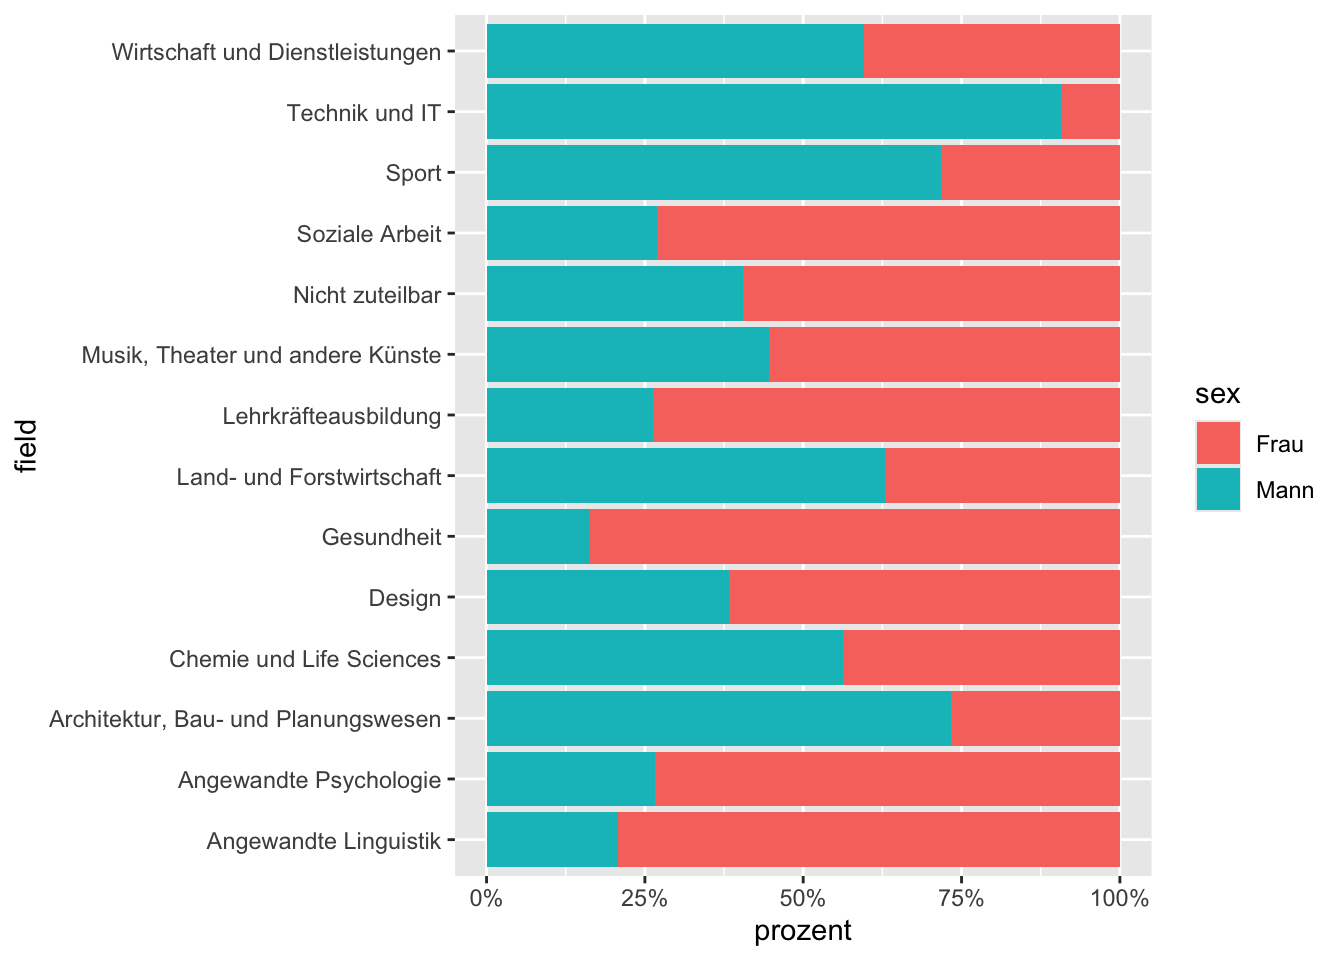 Wirtschaft und Dienstleistungen
Technik und IT
Sport
Soziale Arbeit
Nicht zuteilbar
Musik, Theater und andere Künste
Lehrkräfteausbildung
Land- und Forstwirtschaft
Gesundheit
Design
Chemie und Life Sciences
Architektur, Bau- und Planungswesen
Angewandte Psychologie
Angewandte Linguistik
field
0% 25% 50% 75% 100%
prozent
sex
Frau
Mann